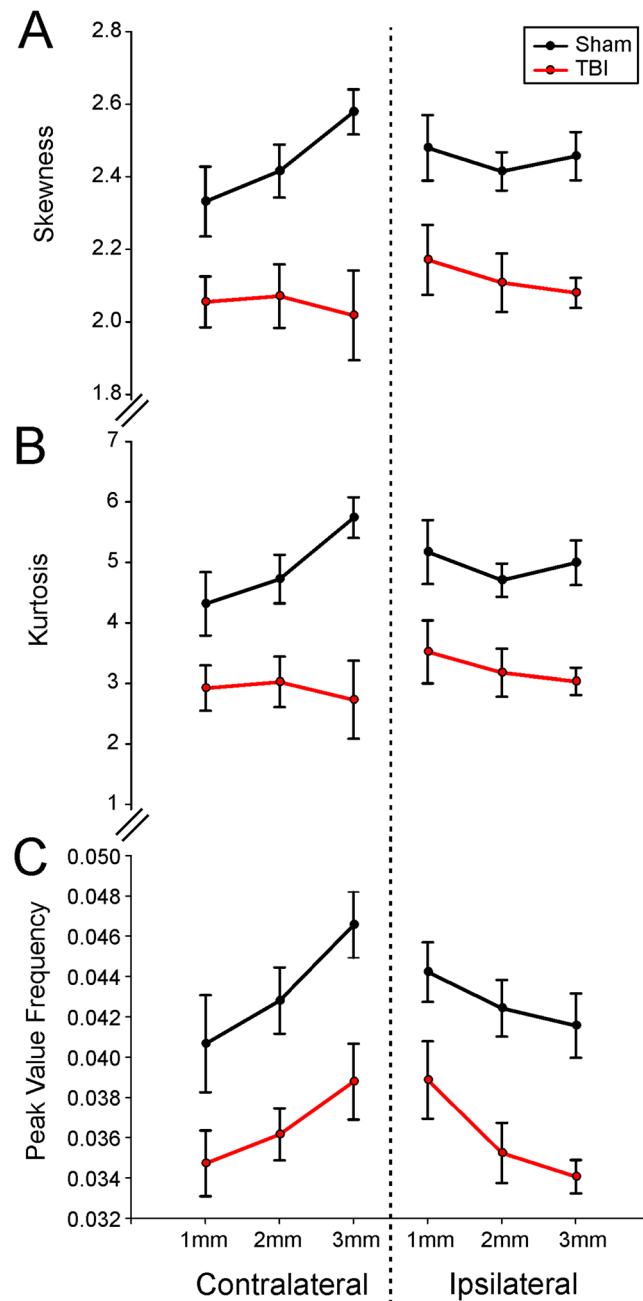 A
2.8
2.6
2.4
2.2
2.0
1.8
Skewness
Sham
TBI
B
7
6
5
4
3
2
1
Kurtosis
C
0.050
0.048
0.046
0.044
0.042
0.040
0.038
0.036
0.034
0.032
Peak Value Frequency
1mm 2mm 3mm 1mm 2mm 3mm
Contralateral Ipsilateral